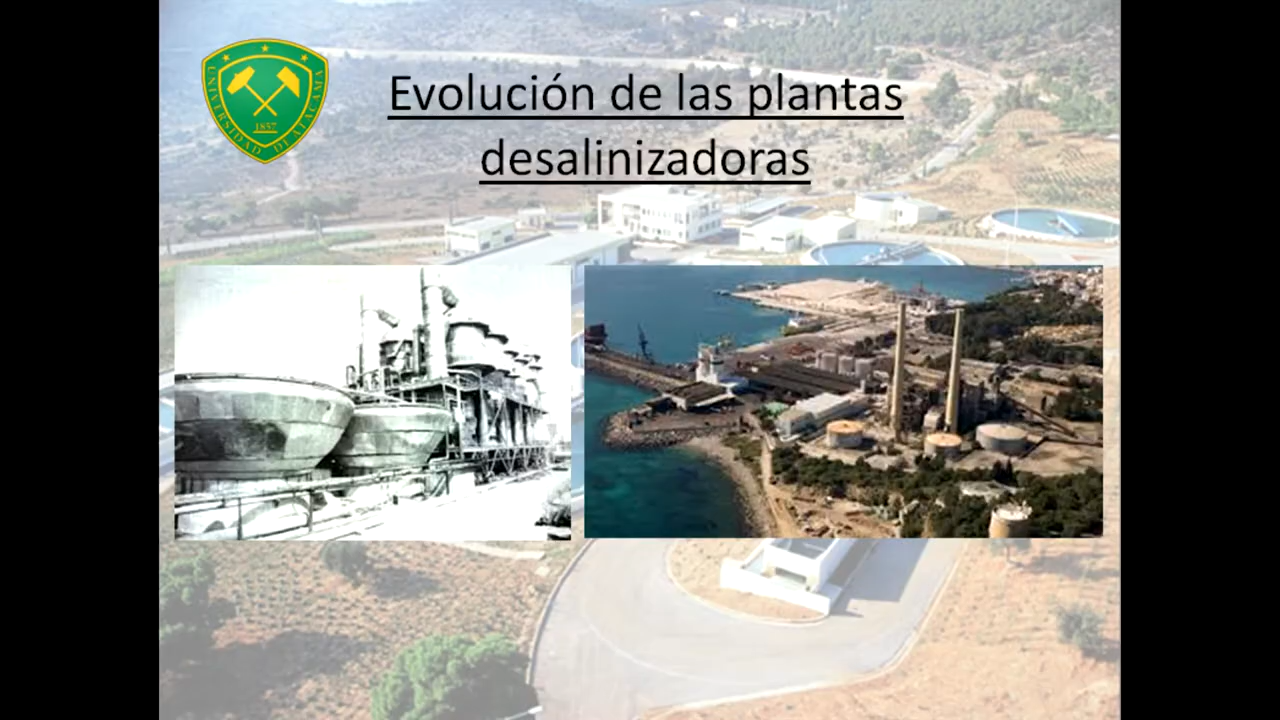 Evolución de las plantas
desalinizadoras
UNIVERSIDAD DE ATACAMA
1857